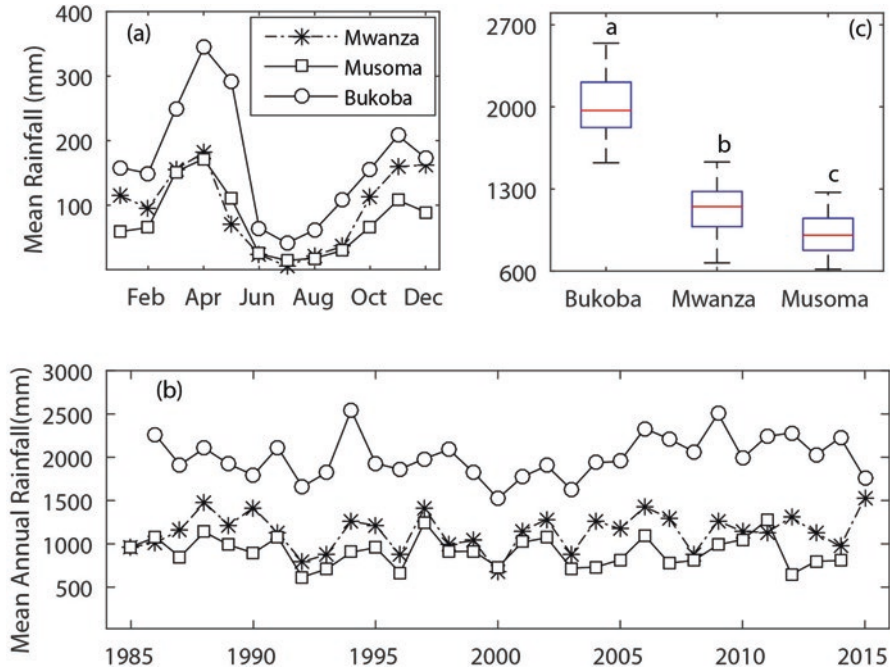 (a)
Mean Rainfall (mm)
400
300
200
100
Mwanza
Musoma
Bukoba
Feb Apr Jun Aug Oct Dec
(c)
2700
2000
1300
600
a
b
c
Bukoba Mwanza Musoma
(b)
Mean Annual Rainfall(mm)
3000
2500
2000
1500
1000
500
1985 1990 1995 2000 2005 2010 2015